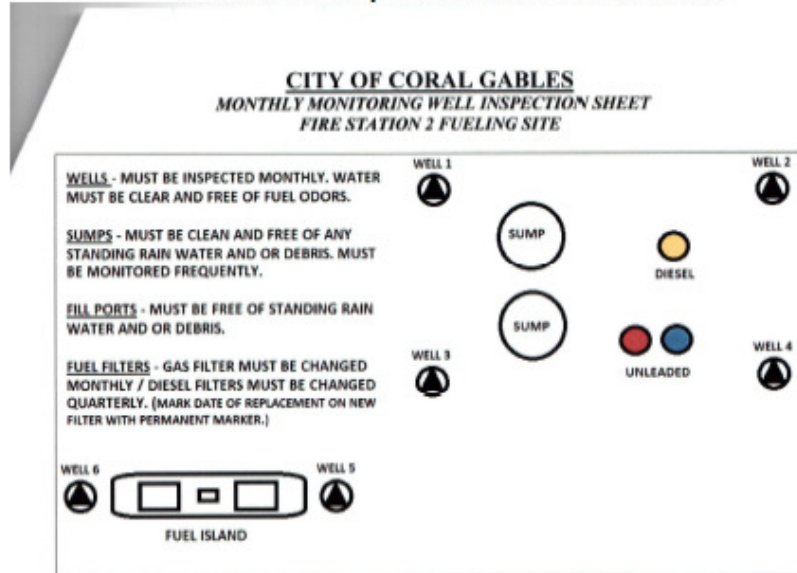 CITY OF CORAL GABLES
MONTHLY MONITORING WELL INSPECTION SHEET
FIRE STATION 2 FUELING SITE
WELLS - MUST BE INSPECTED MONTHLY. WATER
MUST BE CLEAR AND FREE OF FUEL ODORS.
SUMPS - MUST BE CLEAN AND FREE OF ANY
STANDING RAIN WATER AND OR DEBRIS. MUST
BE MONITORED FREQUENTLY.
FILL PORTS - MUST BE FREE OF STANDING RAIN
WATER AND OR DEBRIS.
FUEL FILTERS - GAS FILTER MUST BE CHANGED
MONTHLY / DIESEL FILTERS MUST BE CHANGED
QUARTERLY. (MARK DATE OF REPLACEMENT ON NEW
FILTER WITH PERMANENT MARKER.)
WELL 1
WELL 2
SUMP
DIESEL
SUMP
UNLEADED
WELL 3
WELL 4
WELL 6
WELL 5
FUEL ISLAND